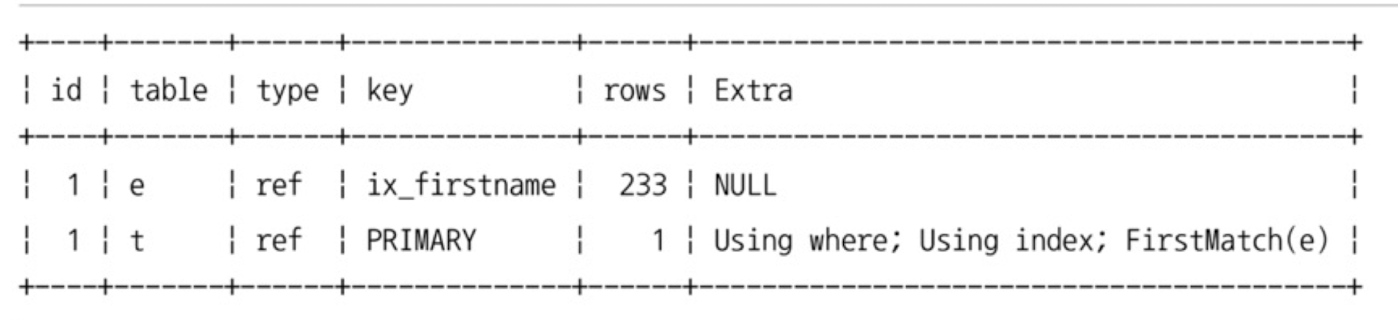 +----+-------+------+--------------+------+----------------------------------------+
| id | table | type | key          | rows | Extra                                  |
+----+-------+------+--------------+------+----------------------------------------+
|  1 | e     | ref  | ix_firstname |  233 | NULL                                   |
|  1 | t     | ref  | PRIMARY      |    1 | Using where; Using index; FirstMatch(e) |
+----+-------+------+--------------+------+----------------------------------------+